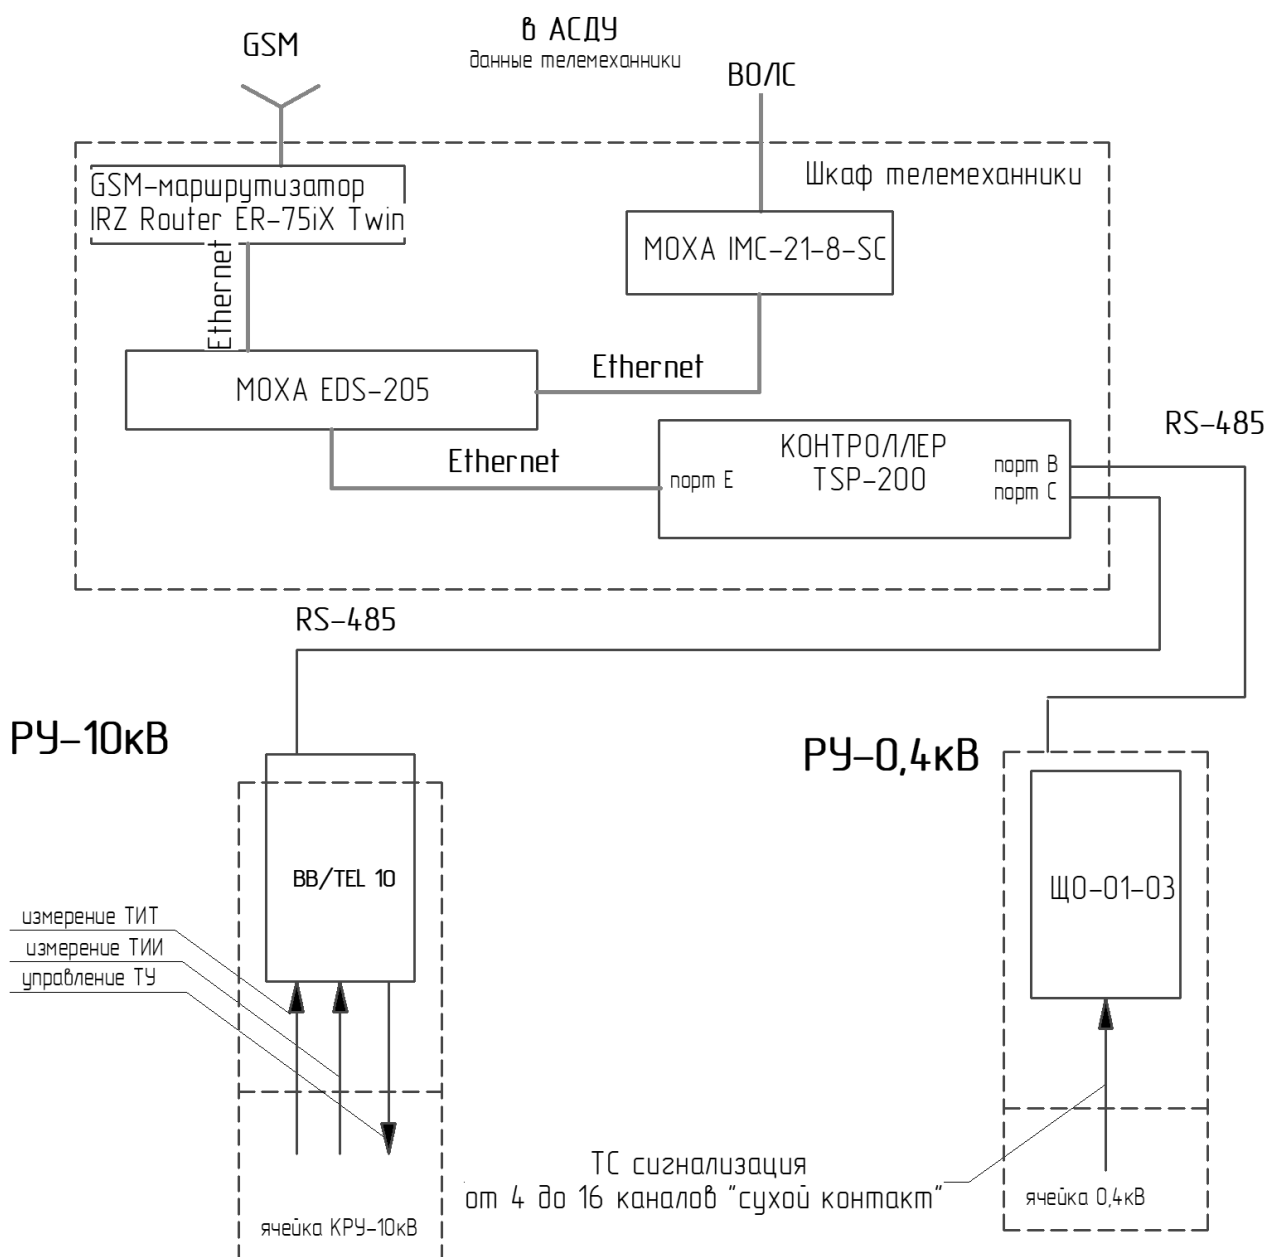 в АСДУ
данные телемеханники
GSM
ВОЛС
Шкаф телемеханники
GSM-маршрутизатор
IRZ Router ER-75iX Twin
MOXA IMC-21-8-SC
Ethernet
Ethernet
MOXA EDS-205
Ethernet
КОНТРОЛЛЕР
TSP-200
порт E
порт B
порт C
RS-485
RS-485
РУ-10кВ
РУ-0,4кВ
BB/TEL 10
ЩО-01-03
измерение ТИТ
измерение ТИИ
управление ТУ
ТС сигнализация
от 4 до 16 каналов "сухой контакт"
ячейка КРУ-10кВ
ячейка 0,4кВ